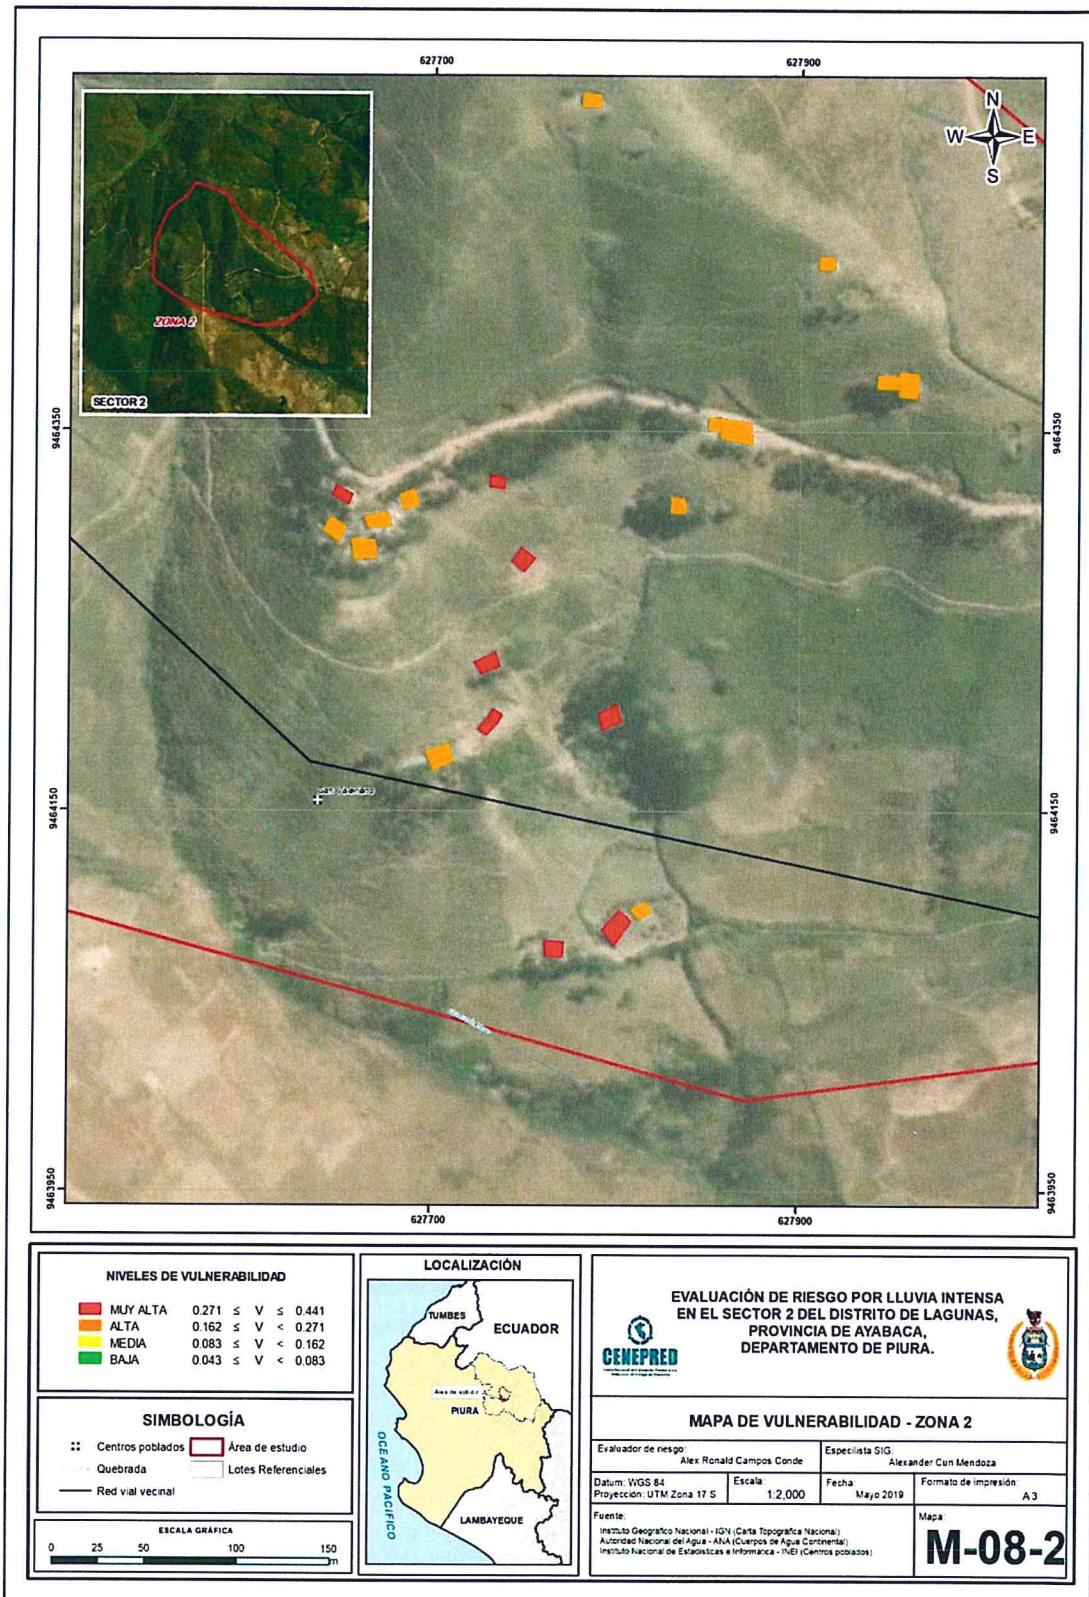 627700
627900
N
W E
S
ZONA 2
SECTOR 2
9464350
9464350
9464150
9464150
9463950
9463950
627700
627900
NIVELES DE VULNERABILIDAD
MUY ALTA 0.271 ≤ V ≤ 0.441
ALTA 0.162 ≤ V < 0.271
MEDIA 0.083 ≤ V < 0.162
BAJA 0.043 ≤ V < 0.083
SIMBOLOGÍA
Centros poblados Área de estudio
Quebrada Lotes Referenciales
Red vial vecinal
ESCALA GRÁFICA
0 25 50 100 150
m
LOCALIZACIÓN
TUMBES
ECUADOR
Área de estudio
PIURA
OCEANO PACIFICO
LAMBAYEQUE
CENEPRED
EVALUACIÓN DE RIESGO POR LLUVIA INTENSA
EN EL SECTOR 2 DEL DISTRITO DE LAGUNAS,
PROVINCIA DE AYABACA,
DEPARTAMENTO DE PIURA.
MAPA DE VULNERABILIDAD - ZONA 2
Evaluador de riesgo:
Alex Ronald Campos Conde
Especilista SIG:
Alexander Curi Mendoza
Datum: WGS 84
Proyección: UTM Zona 17 S
Escala:
1:2,000
Fecha:
Mayo 2019
Formato de impresión:
A3
Fuente:
Instituto Geográfico Nacional - IGN (Carta Topográfica Nacional)
Autoridad Nacional del Agua - ANA (Cuerpos de Agua Continental)
Instituto Nacional de Estadísticas e Informática - INEI (Centros poblados)
Mapa:
M-08-2